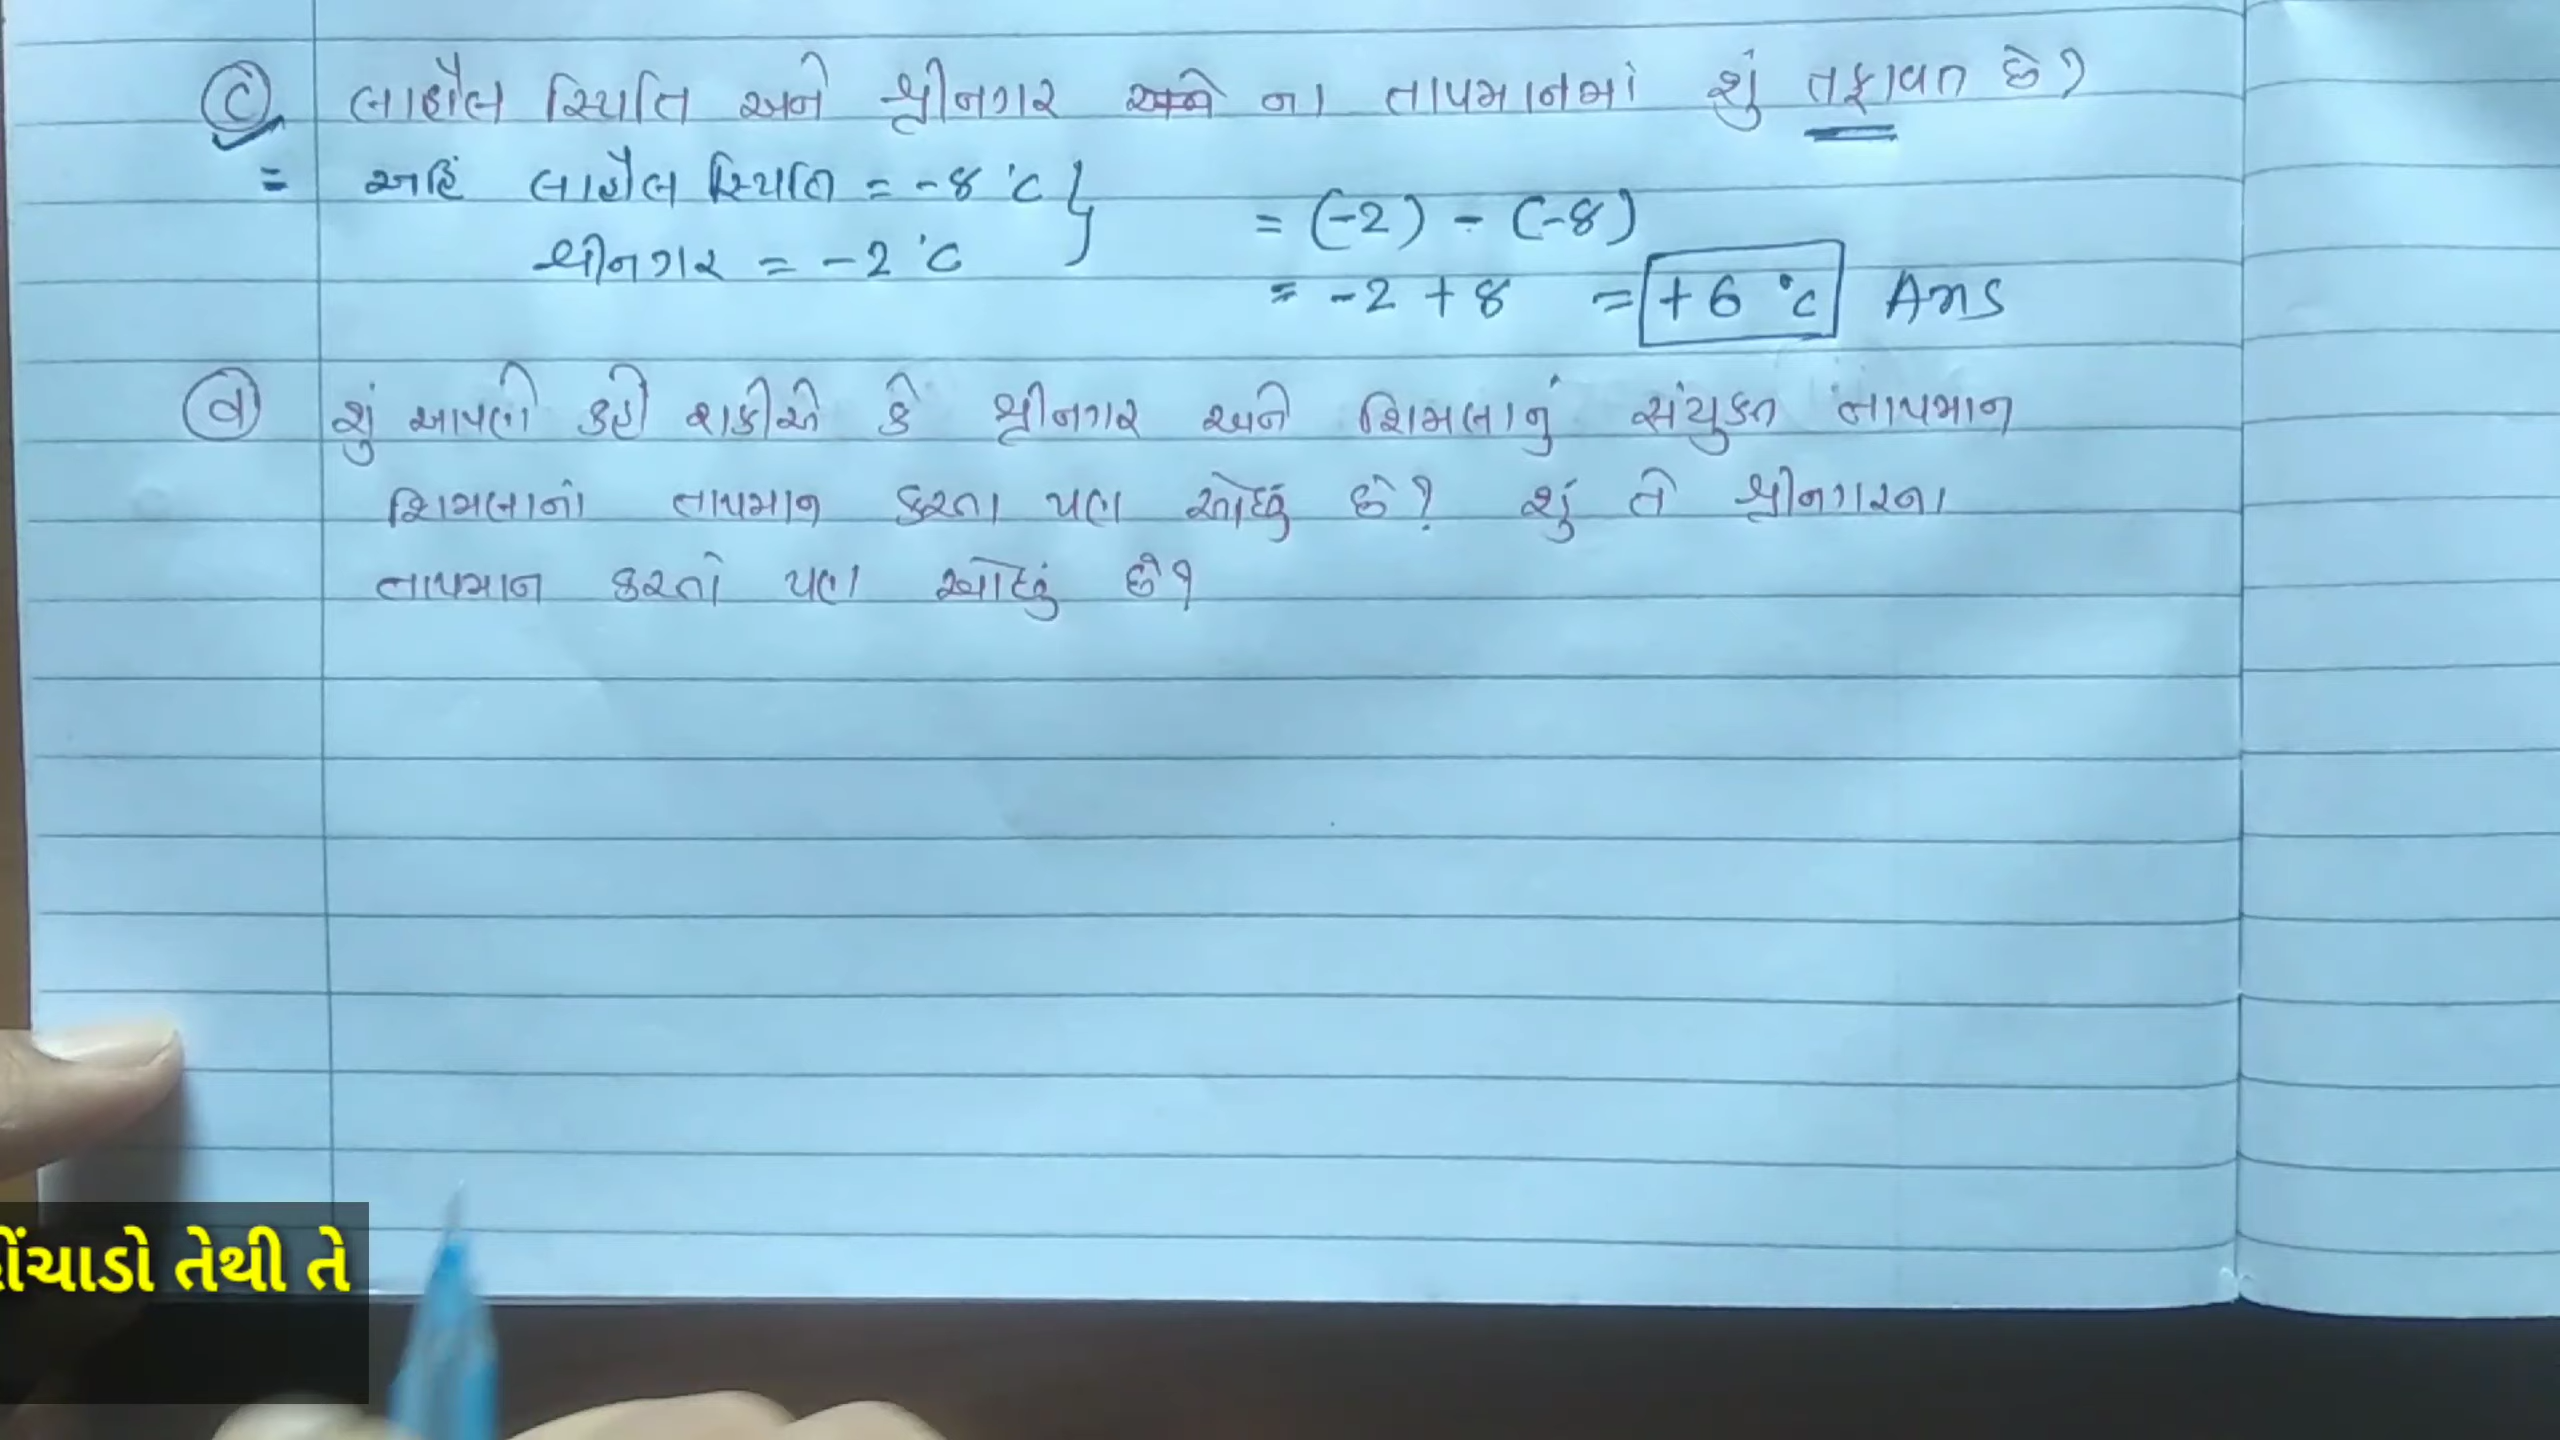 ⓒ લાહૌલ સ્પિતિ અને શ્રીનગર અને ના તાપમાનમાં શું તફાવત છે?
= અહિં લાહૌલ સ્પિતિ = -8 °C }
શ્રીનગર = -2 °C
= (-2) - (-8)
= -2 + 8 = +6 °C Ans
ⓓ શું આપણે કહી શકીએ કે શ્રીનગર અને શિમલાનું સંયુક્ત તાપમાન
શિમલાનાં તાપમાન કરતા પણ ઓછું છે? શું તે શ્રીનગરના
તાપમાન કરતાં પણ ઓછું છે?
ોંચાડો તેથી તે